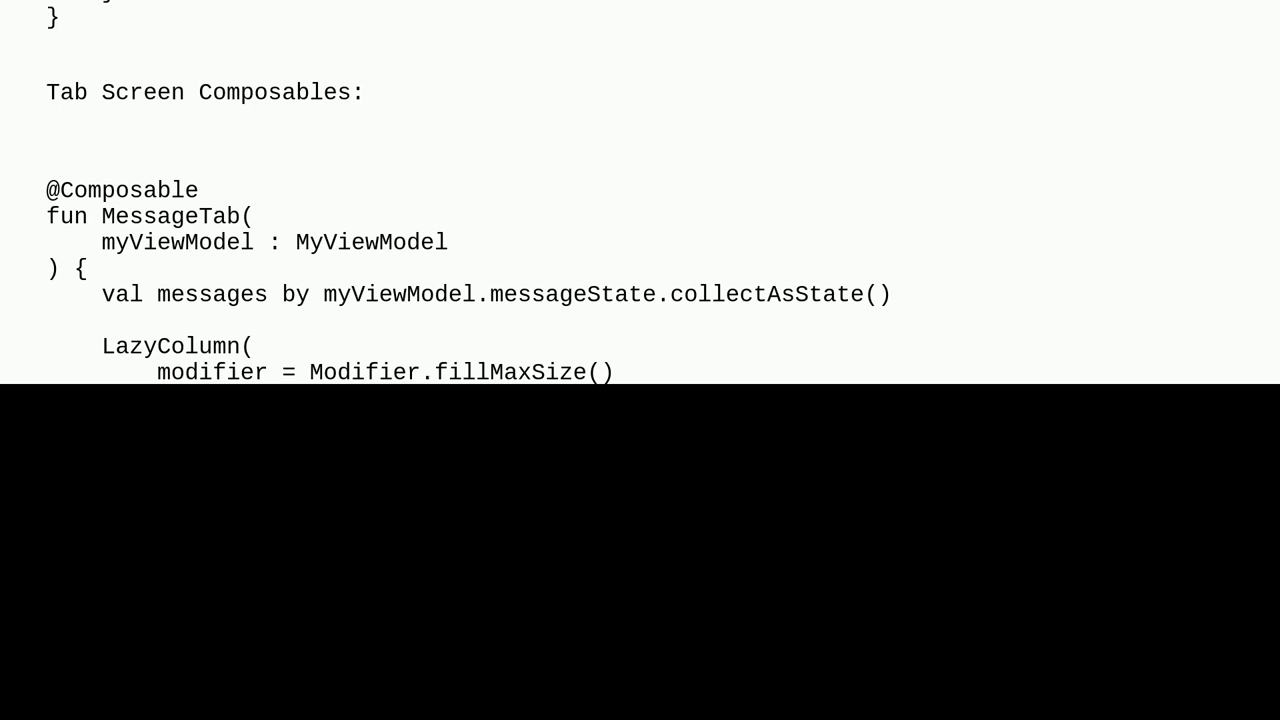 }
Tab Screen Composables:
@Composable
fun MessageTab(
    myViewModel : MyViewModel
) {
    val messages by myViewModel.messageState.collectAsState()
    LazyColumn(
        modifier = Modifier.fillMaxSize()